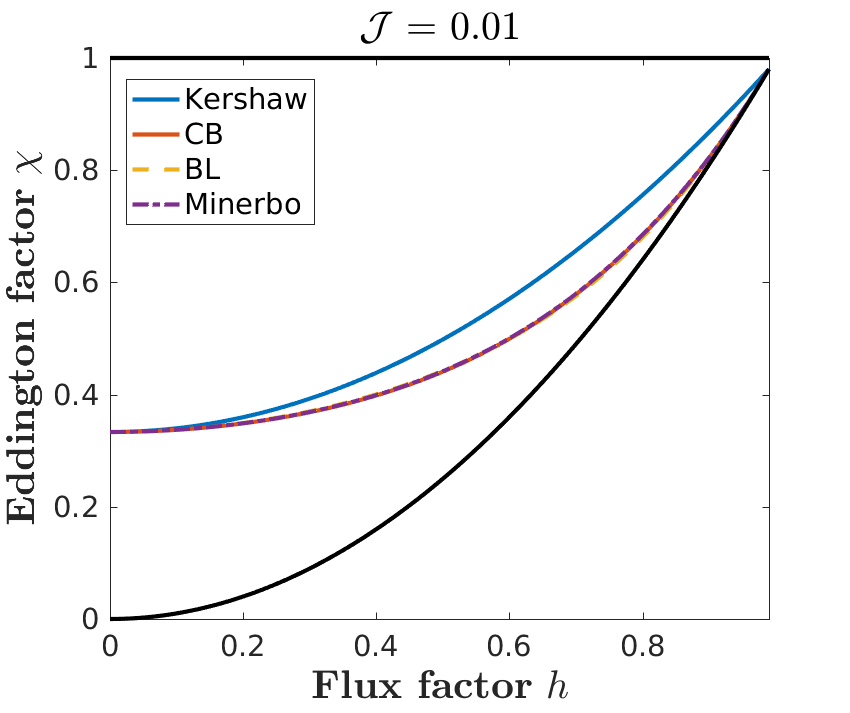 𝒥 = 0.01
1
0.8
0.6
0.4
0.2
0
Eddington factor χ
Kershaw
CB
BL
Minerbo
0 0.2 0.4 0.6 0.8
Flux factor h